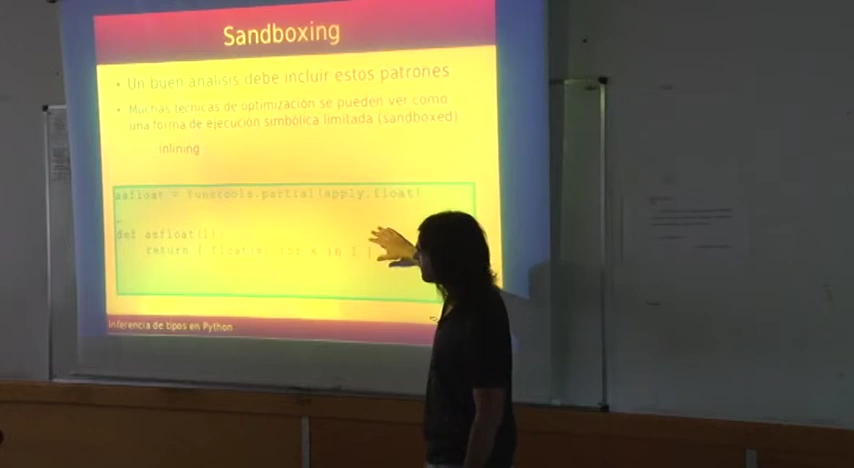 Sandboxing
• Un buen analisis debe incluir estos patrones
• Muchas técnicas de optimización se pueden ver como
una forma de ejecución simbólica limitada (sandboxed)
inlining
asfloat = functools.partial(apply,float)
def asfloat(l):
return [ float(x) for x in l ]
Inferencia de tipos en Python